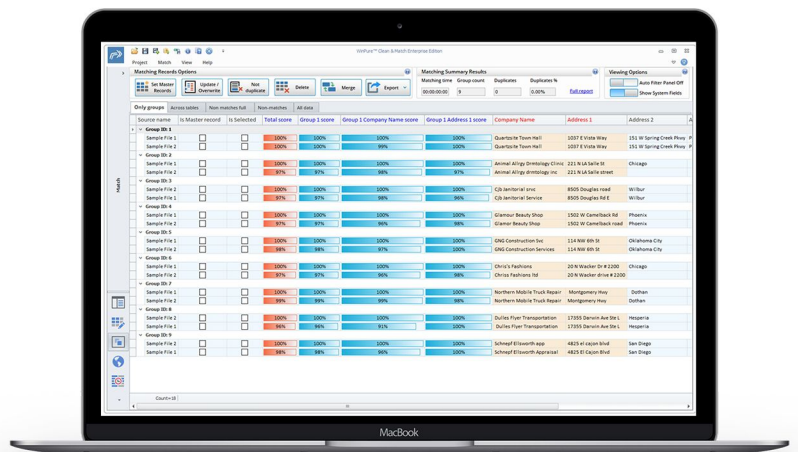 WinPure™ Clean & Match Enterprise Edition
Project Match View Help
Matching Records Options
Matching Summary Results
Viewing Options
Set Master Records
Update / Overwrite
Not duplicate
Delete
Merge
Export
Matching time Group count Duplicates Duplicates %
00:00:00:00 9 0 0.00% Full report
Auto Filter Panel Off
Show System Fields
Only groups Across tables Non matches full Non-matches All data
Source name Is Master record Is Selected Total score Group 1 score Group 1 Company Name score Group 1 Address 1 score Company Name Address 1 Address 2 A
Group ID: 1
Sample File 1 100% 100% 100% 100% Quartzsite Town Hall 1037 E Vista Way 151 W Spring Creek Pkwy P
Sample File 2 100% 100% 99% 100% Quartzsite Town Hall 1037 E Vista Way 151 W Spring Creek Pkwy P
Group ID: 2
Sample File 1 100% 100% 100% 100% Animal Allrgy Drmtology Clinic 221 N LA Salle St Chicago
Sample File 2 97% 97% 98% 97% Animal Allrgy drmtology inc 221 N LA Salle street
Group ID: 3
Sample File 2 100% 100% 100% 100% Cjb Janitorial srvc 8505 Douglas road Wilbur
Sample File 1 97% 97% 98% 96% Cjb Janitorial Service 8505 Douglas Rd E Wilbur
Group ID: 4
Sample File 1 100% 100% 100% 100% Glamour Beauty Shop 1502 W Camelback Rd Phoenix
Sample File 2 97% 97% 96% 98% Glamor Beauty Shop 1502 W Camelback road Phoenix
Group ID: 5
Sample File 1 100% 100% 100% 100% GNG Construction Svc 114 NW 6th St Oklahoma City
Sample File 2 98% 98% 97% 100% GNG Construction Services 114 NW 6th St Oklahoma City
Group ID: 6
Sample File 1 100% 100% 100% 100% Chris's Fashions 20 N Wacker Dr # 2200 Chicago
Sample File 2 97% 97% 96% 98% Chriss Fashions ltd 20 N Wacker drive # 2200
Group ID: 7
Sample File 1 100% 100% 100% 100% Northern Mobile Truck Repair Montgomery Hwy Dothan
Sample File 2 99% 99% 99% 98% Northern Mobile Truck Repair Montgomery Hwy Dothan
Group ID: 8
Sample File 2 100% 100% 100% 100% Dulles Flyer Transportation 17355 Darwin Ave Ste L Hesperia
Sample File 1 96% 96% 91% 100% Dulles Flyer Transportation 17355 Darwin Ave Ste L Hesperia
Group ID: 9
Sample File 2 100% 100% 100% 100% Schnepf Ellsworth app 4825 el cajon blvd San Diego
Sample File 1 98% 98% 96% 100% Schnepf Ellsworth Appraisal 4825 El Cajon Blvd San Diego
Match
Count=18
MacBook